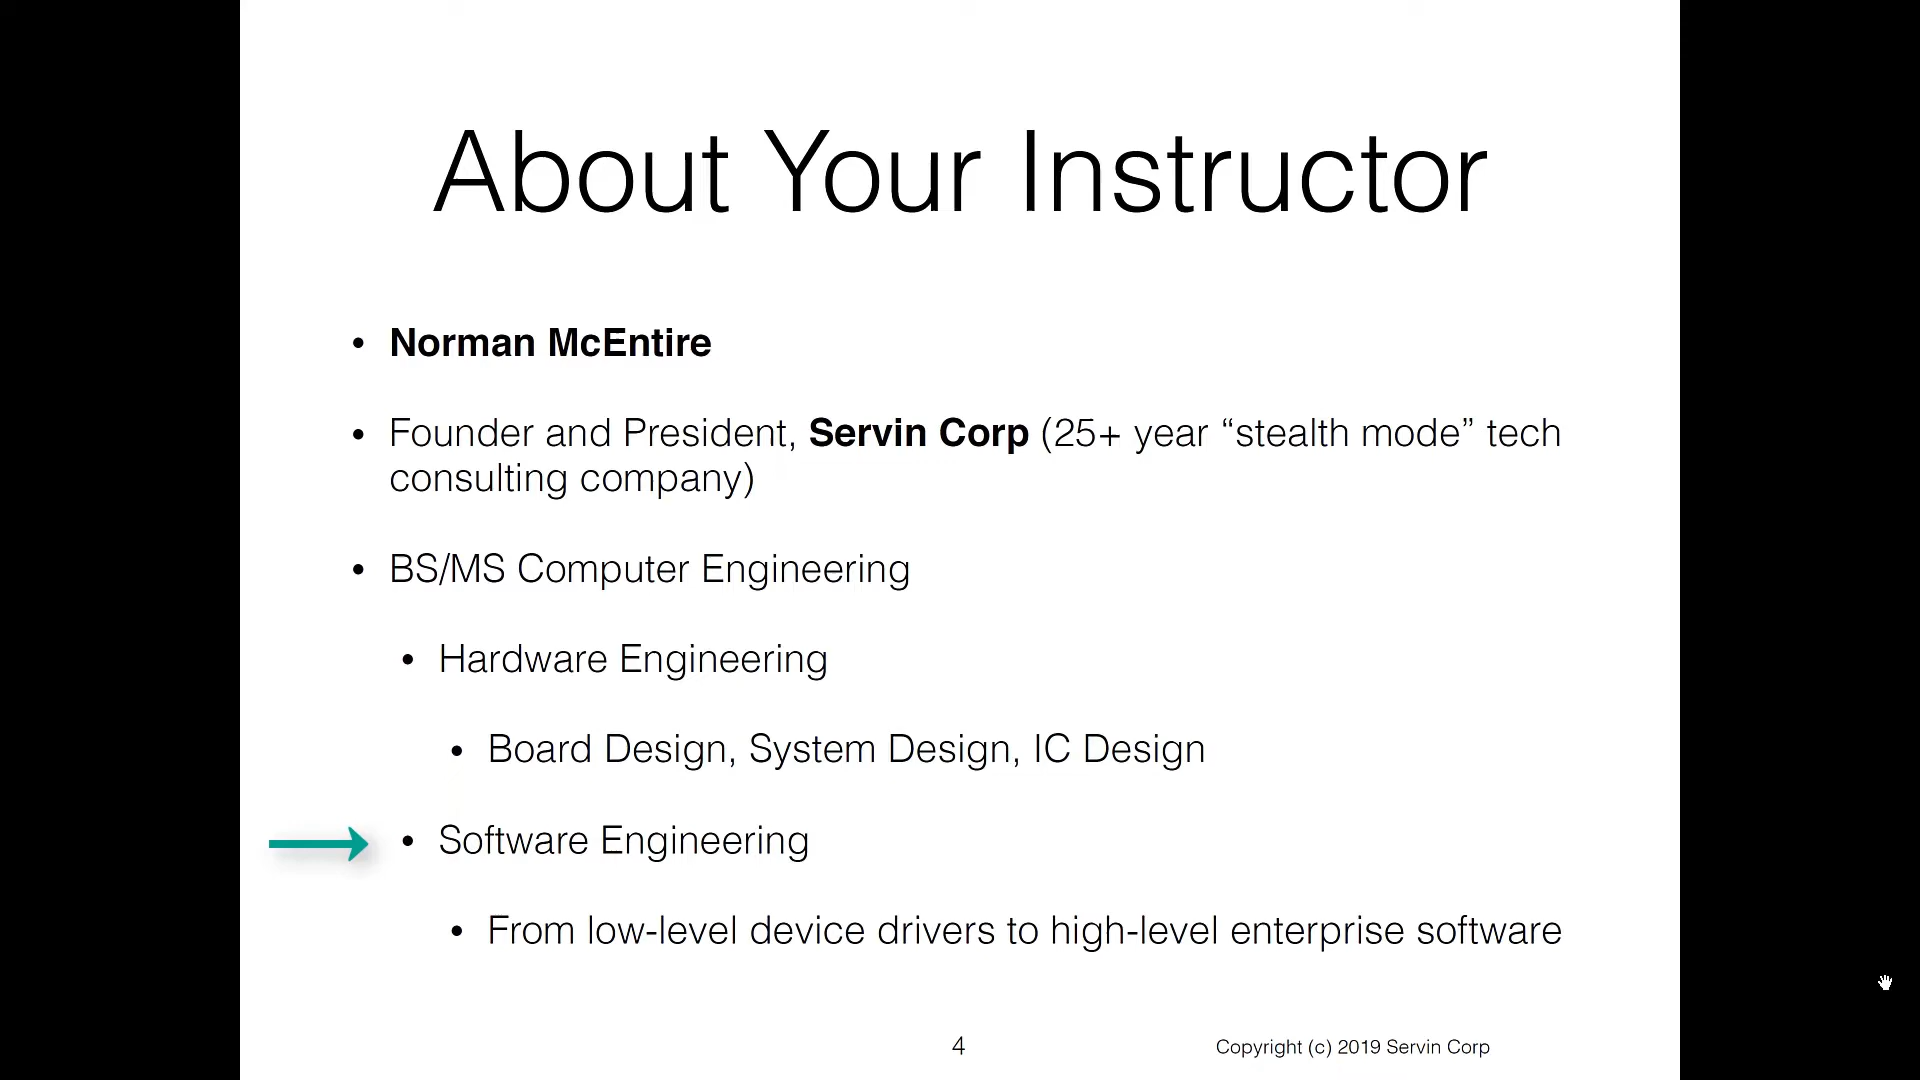 About Your Instructor
• Norman McEntire
• Founder and President, Servin Corp (25+ year “stealth mode” tech
consulting company)
• BS/MS Computer Engineering
• Hardware Engineering
• Board Design, System Design, IC Design
• Software Engineering
• From low-level device drivers to high-level enterprise software
4
Copyright (c) 2019 Servin Corp